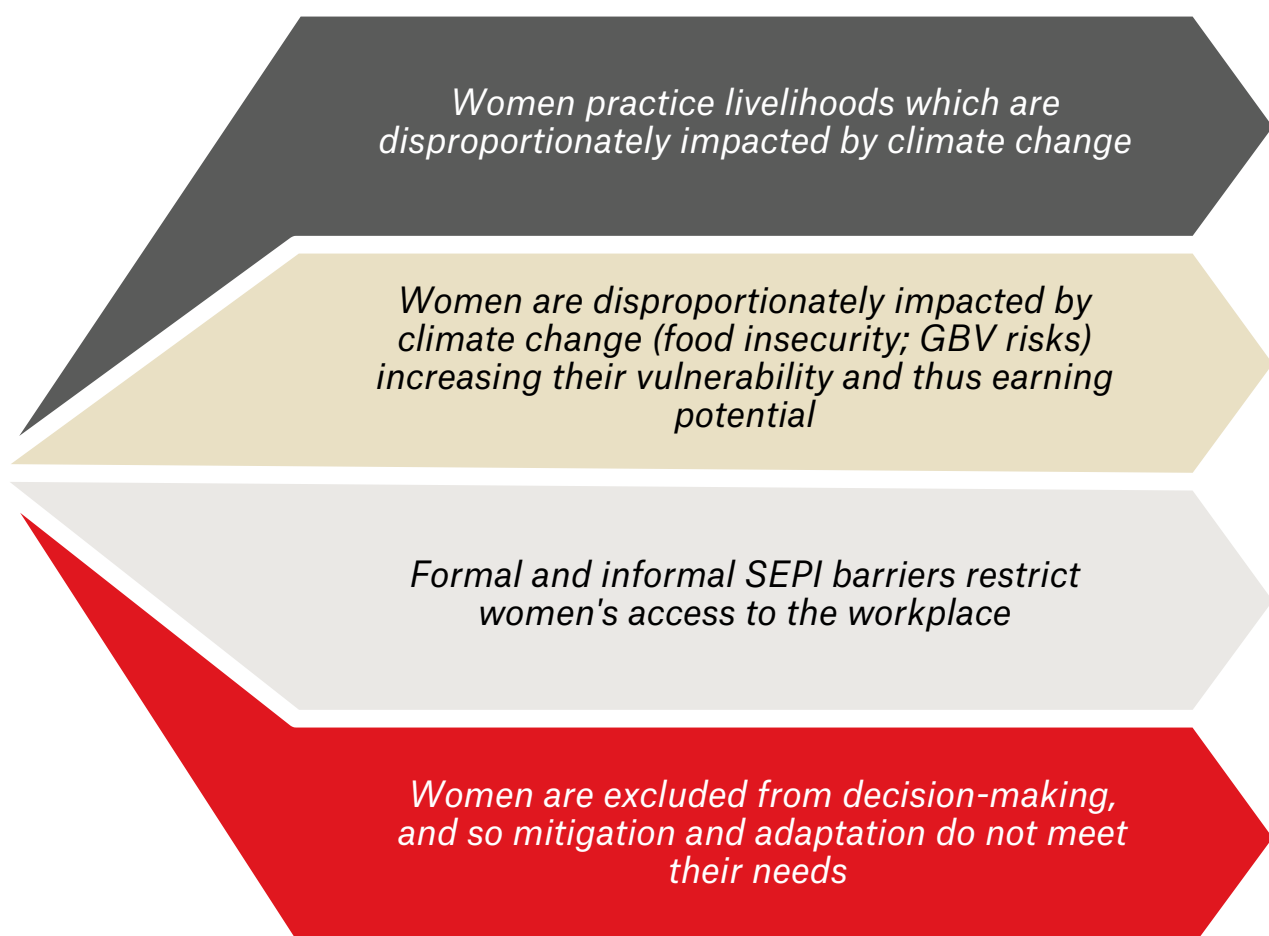 Women practice livelihoods which are
disproportionately impacted by climate change
Women are disproportionately impacted by
climate change (food insecurity; GBV risks)
increasing their vulnerability and thus earning
potential
Formal and informal SEPI barriers restrict
women's access to the workplace
Women are excluded from decision-making,
and so mitigation and adaptation do not meet
their needs